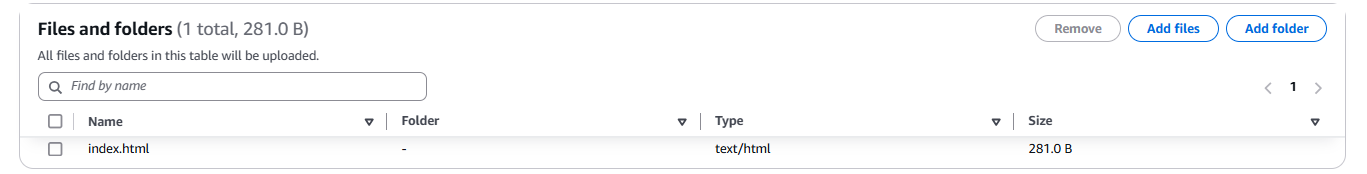 Files and folders (1 total, 281.0 B)
Remove
Add files
Add folder
All files and folders in this table will be uploaded.
Find by name
1
Name Folder Type Size
index.html - text/html 281.0 B